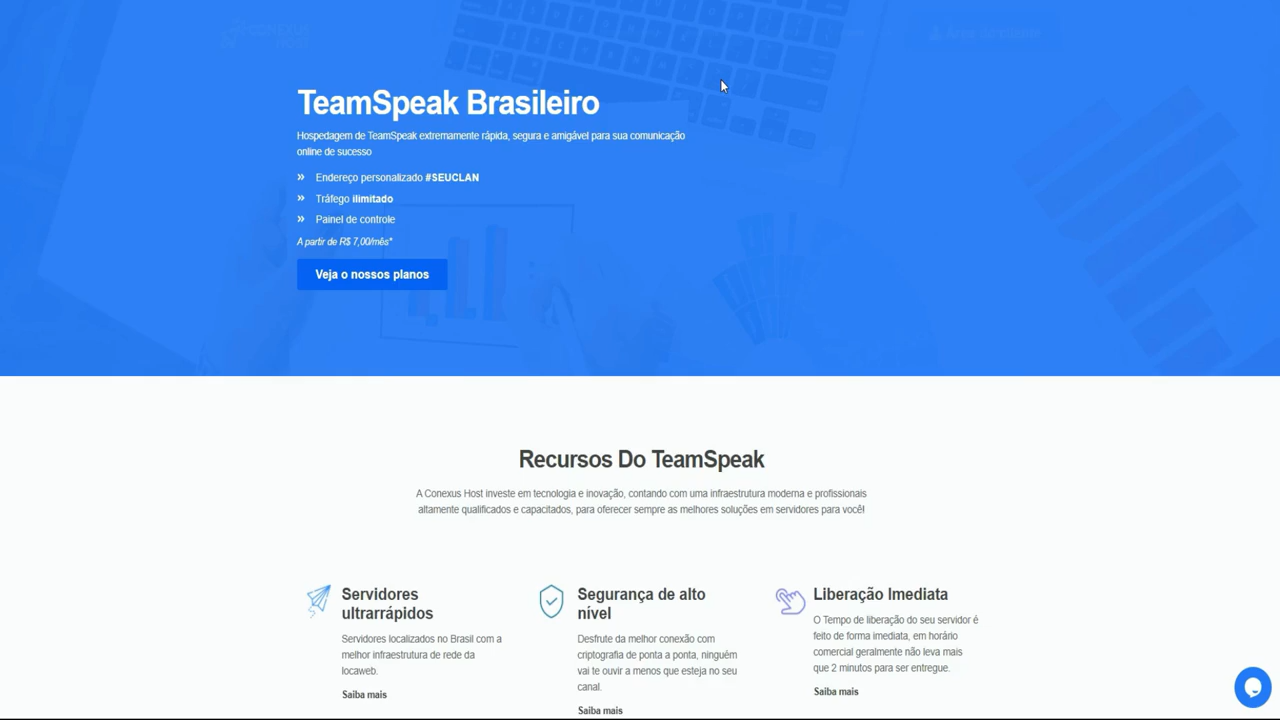 CONEXUS
HOST
TeamSpeak Brasileiro
Hospedagem de TeamSpeak extremamente rápida, segura e amigável para sua comunicação
online de sucesso
Endereço personalizado #SEUCLAN
Tráfego ilimitado
Painel de controle
A partir de R$ 7,00/mês*
Veja o nossos planos
Recursos Do TeamSpeak
A Conexus Host investe em tecnologia e inovação, contando com uma infraestrutura moderna e profissionais
altamente qualificados e capacitados, para oferecer sempre as melhores soluções em servidores para você!
Servidores
ultrarrápidos
Servidores localizados no Brasil com a
melhor infraestrutura de rede da
locaweb.
Saiba mais
Segurança de alto
nível
Desfrute da melhor conexão com
criptografia de ponta a ponta, ninguém
vai te ouvir a menos que esteja no seu
canal.
Saiba mais
Liberação Imediata
O Tempo de liberação do seu servidor é
feito de forma imediata, em horário
comercial geralmente não leva mais
que 2 minutos para ser entregue.
Saiba mais